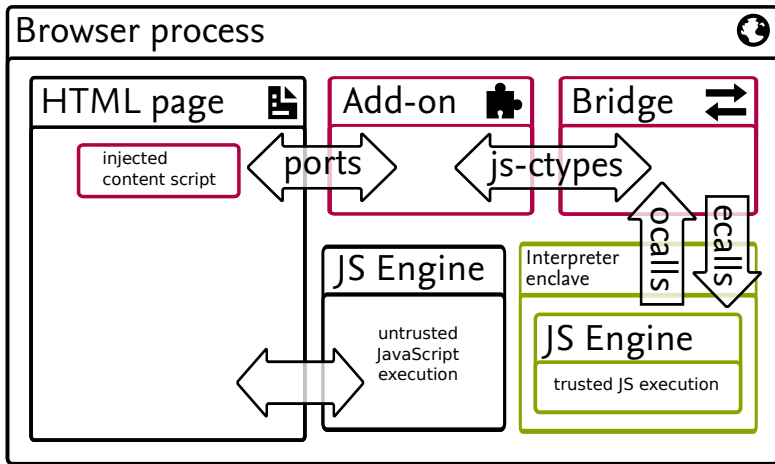 Browser process
HTML page
Add-on
Bridge
injected
content script
ports
js-ctypes
ocalls
ecalls
JS Engine
untrusted
JavaScript
execution
Interpreter
enclave
JS Engine
trusted JS execution